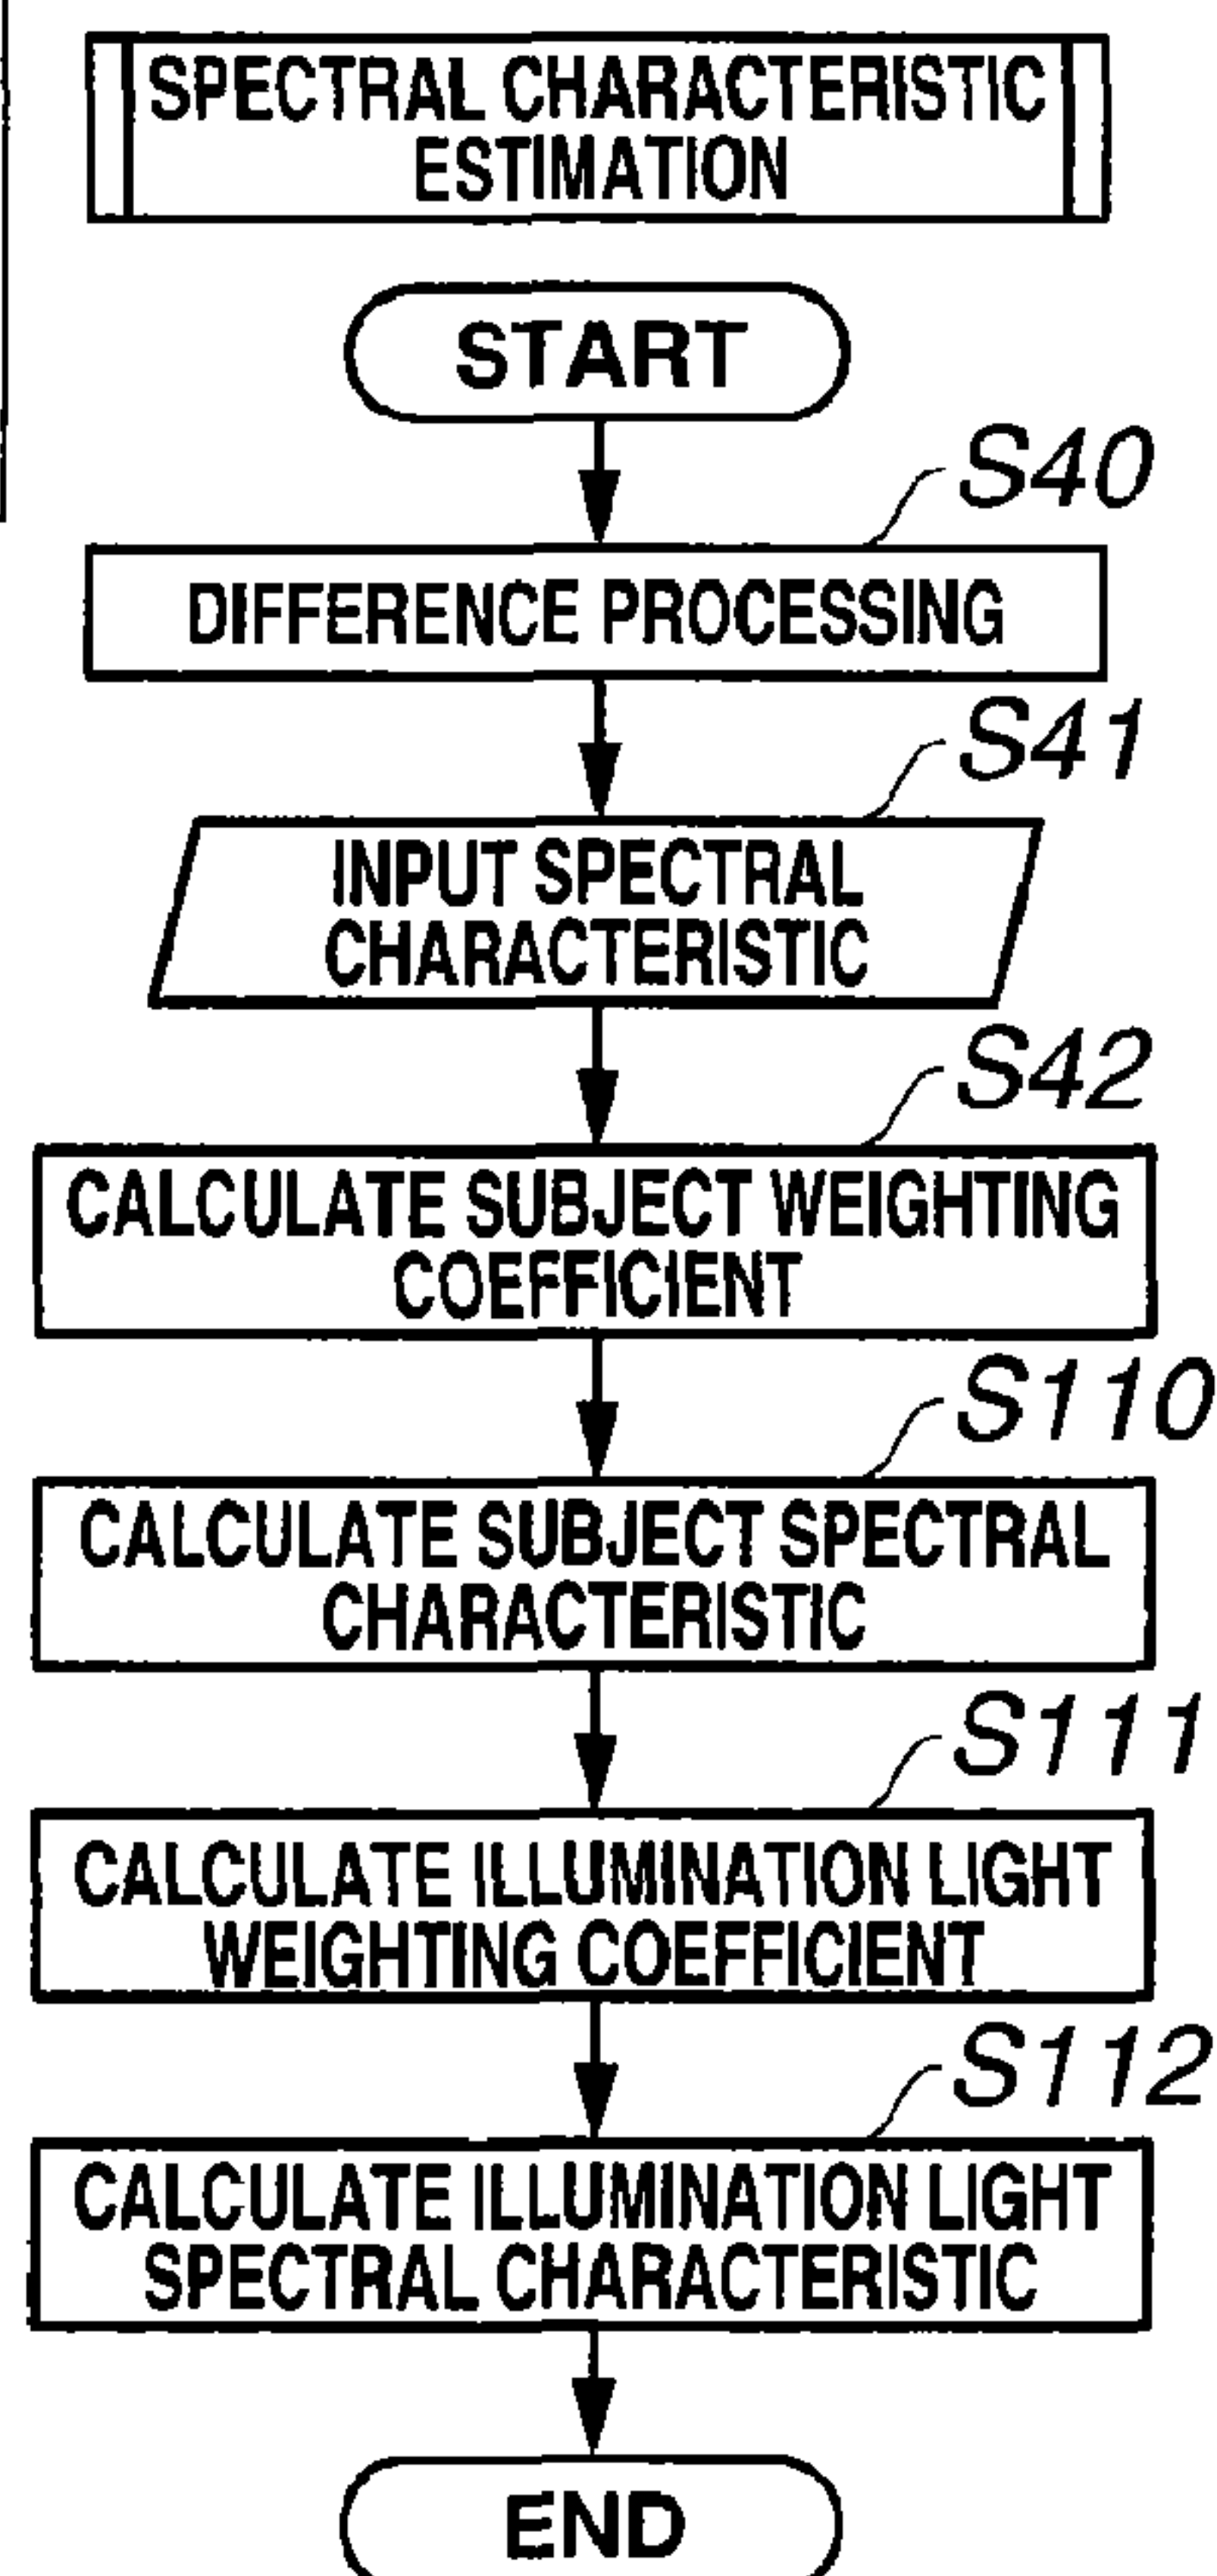 SPECTRAL CHARACTERISTIC
ESTIMATION
START
S40
DIFFERENCE PROCESSING
S41
INPUT SPECTRAL
CHARACTERISTIC
S42
CALCULATE SUBJECT WEIGHTING
COEFFICIENT
S110
CALCULATE SUBJECT SPECTRAL
CHARACTERISTIC
S111
CALCULATE ILLUMINATION LIGHT
WEIGHTING COEFFICIENT
S112
CALCULATE ILLUMINATION LIGHT
SPECTRAL CHARACTERISTIC
END